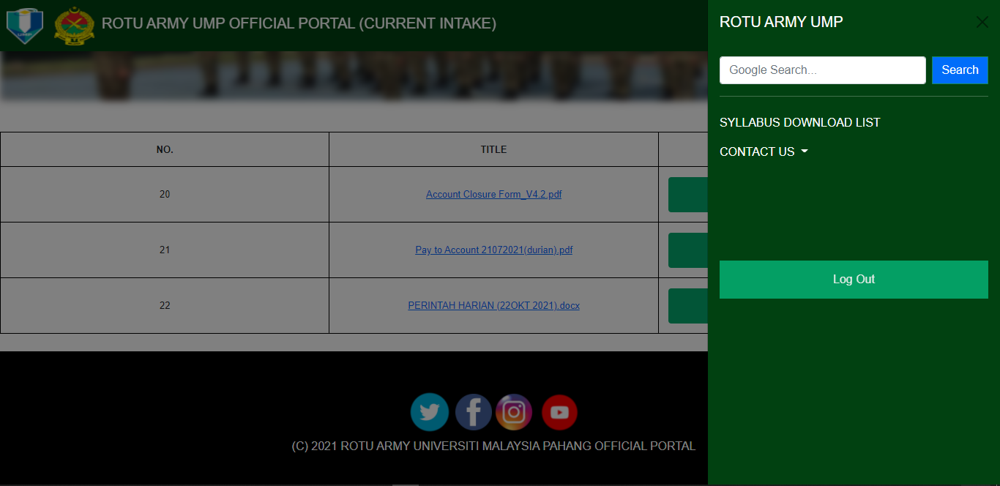 ROTU ARMY UMP OFFICIAL PORTAL (CURRENT INTAKE)
ROTU ARMY UMP
Google Search...
Search
SYLLABUS DOWNLOAD LIST
CONTACT US
Log Out
NO.
TITLE
20
Account Closure Form_V4.2.pdf
21
Pay to Account 21072021(durian).pdf
22
PERINTAH HARIAN (22OKT 2021).docx
(C) 2021 ROTU ARMY UNIVERSITI MALAYSIA PAHANG OFFICIAL PORTAL